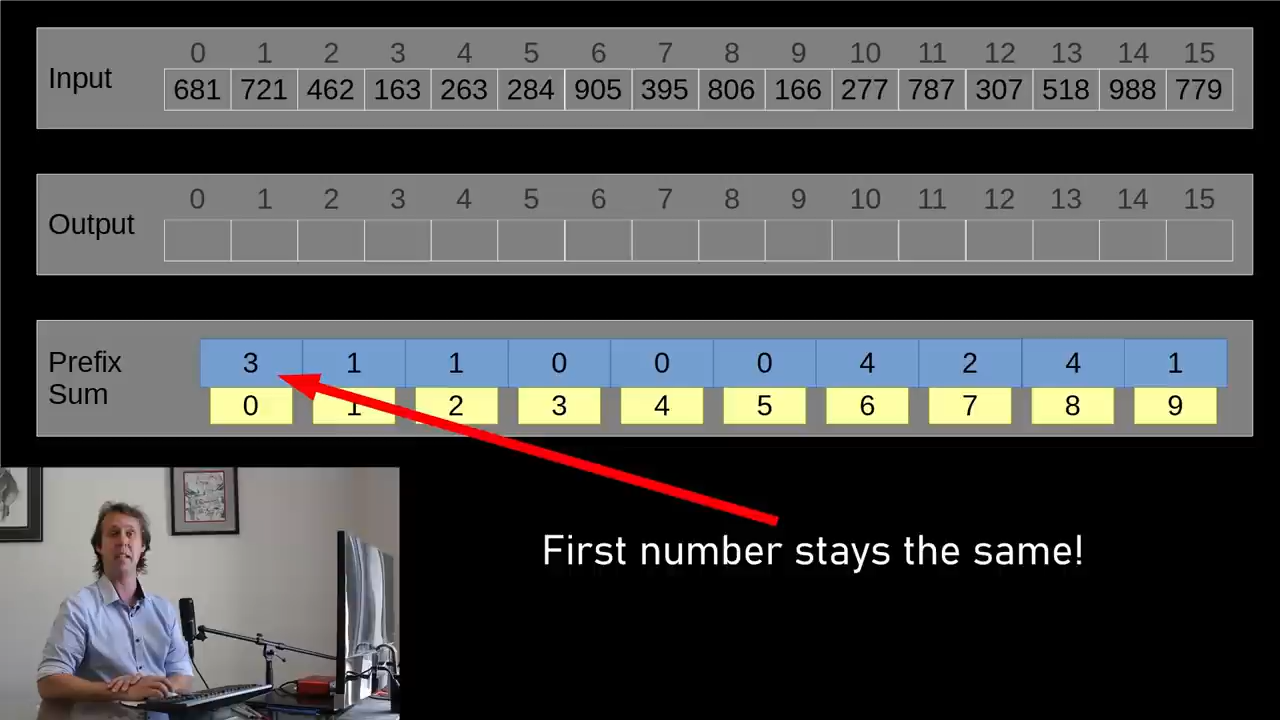 0 1 2 3 4 5 6 7 8 9 10 11 12 13 14 15
Input 681 721 462 163 263 284 905 395 806 166 277 787 307 518 988 779
0 1 2 3 4 5 6 7 8 9 10 11 12 13 14 15
Output
Prefix 3 1 1 0 0 0 4 2 4 1
Sum 0 1 2 3 4 5 6 7 8 9
First number stays the same!